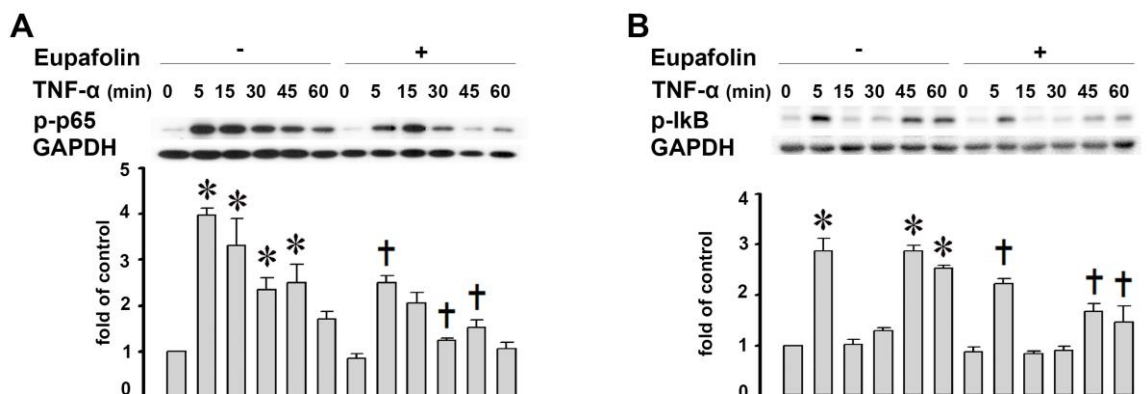 A
Eupafolin - +
TNF-α (min) 0 5 15 30 45 60 0 5 15 30 45 60
p-p65
GAPDH
fold of control
5
4
3
2
1
0
* * * * † † †
B
Eupafolin - +
TNF-α (min) 0 5 15 30 45 60 0 5 15 30 45 60
p-IkB
GAPDH
fold of control
4
3
2
1
0
* * * † † †